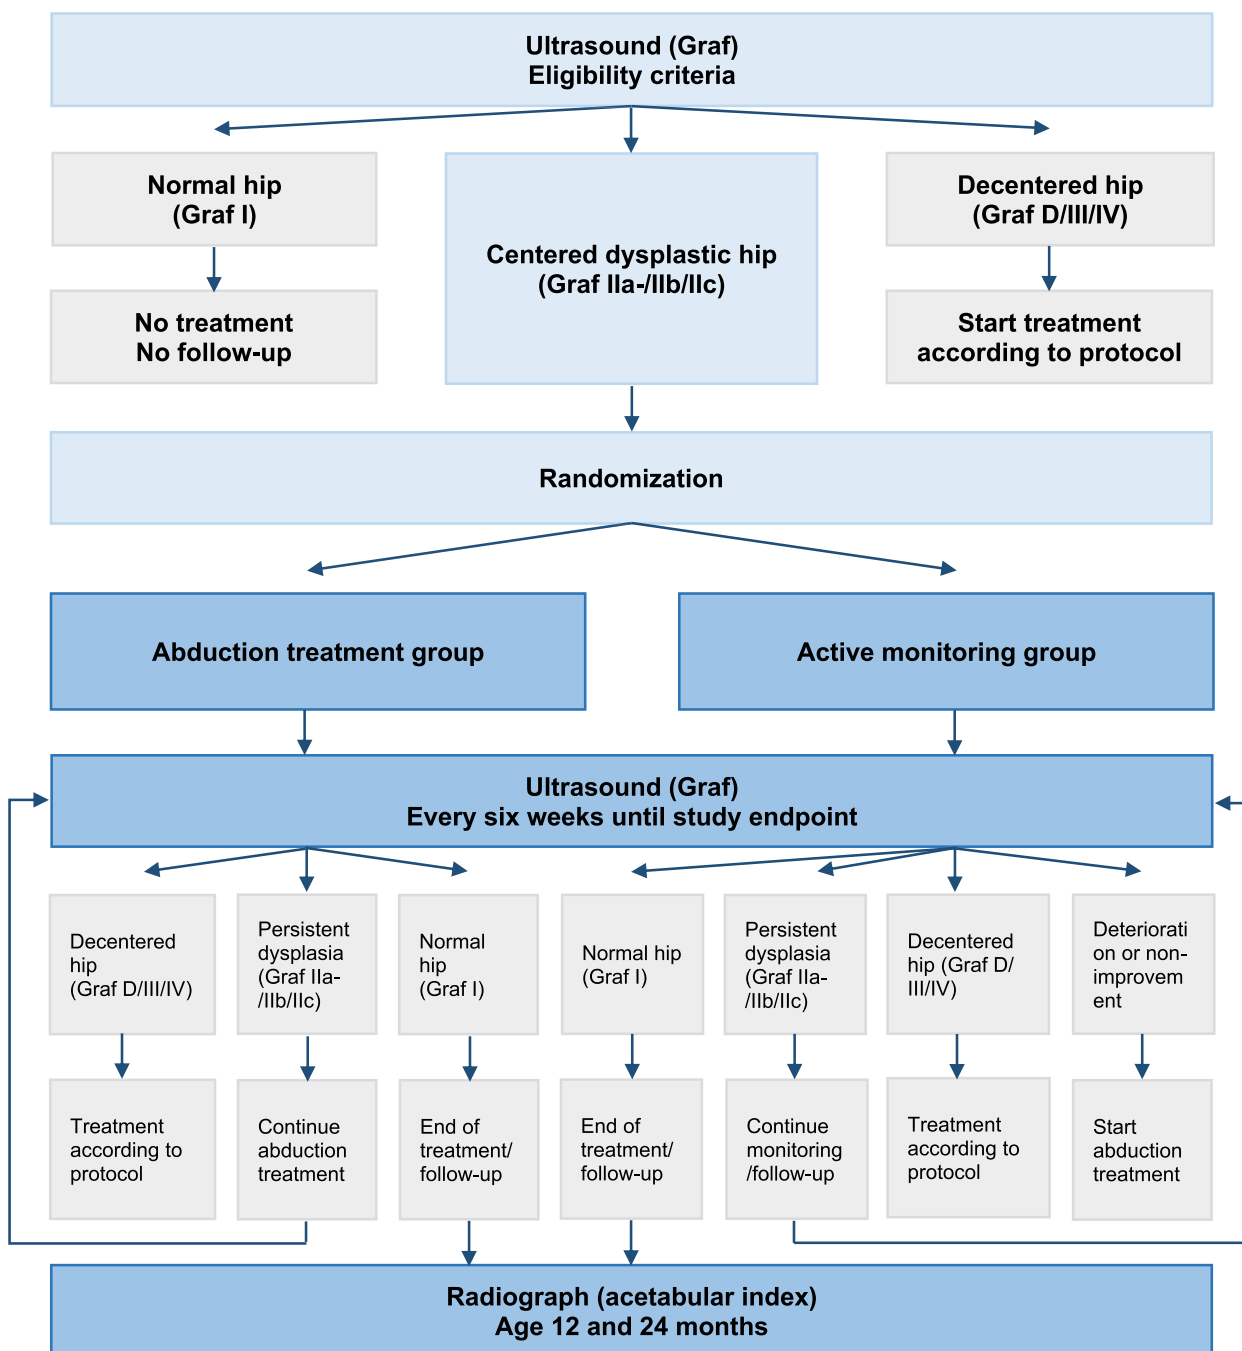 Ultrasound (Graf)
Eligibility criteria
Normal hip
(Graf I)
Centered dysplastic hip
(Graf IIa-/IIb/IIc)
Decentered hip
(Graf D/III/IV)
No treatment
No follow-up
Start treatment
according to protocol
Randomization
Abduction treatment group
Active monitoring group
Ultrasound (Graf)
Every six weeks until study endpoint
Decentered
hip
(Graf D/III/IV)
Persistent
dysplasia
(Graf IIa-
/IIb/IIc)
Normal
hip
(Graf I)
Normal hip
(Graf I)
Persistent
dysplasia
(Graf IIa-
/IIb/IIc)
Decentered
hip (Graf D/
III/IV)
Deteriorati
on or non-
improvem
ent
Treatment
according to
protocol
Continue
abduction
treatment
End of
treatment/
follow-up
End of
treatment/
follow-up
Continue
monitoring
/follow-up
Treatment
according to
protocol
Start
abduction
treatment
Radiograph (acetabular index)
Age 12 and 24 months